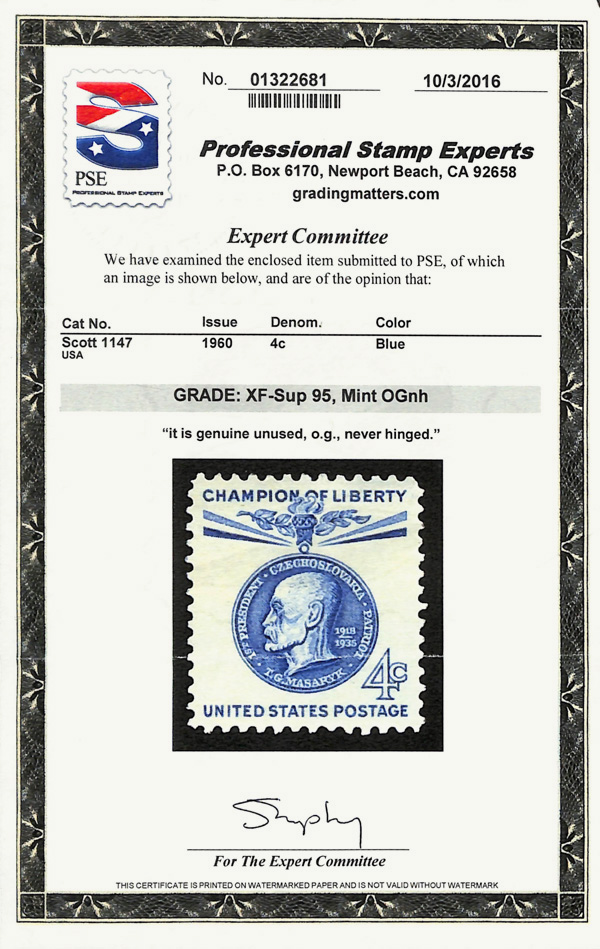 No. 01322681
10/3/2016
PSE
PROFESSIONAL STAMP EXPERTS
Professional Stamp Experts
P.O. Box 6170, Newport Beach, CA 92658
gradingmatters.com
Expert Committee
We have examined the enclosed item submitted to PSE, of which
an image is shown below, and are of the opinion that:
Cat No. Issue Denom. Color
Scott 1147 1960 4c Blue
USA
GRADE: XF-Sup 95, Mint OGnh
“it is genuine unused, o.g., never hinged.”
CHAMPION OF LIBERTY
1ST PRESIDENT · CZECHOSLOVAKIA · PATRIOT
1918
1935
· T.G. MASARYK ·
4c
UNITED STATES POSTAGE
For The Expert Committee
THIS CERTIFICATE IS PRINTED ON WATERMARKED PAPER AND IS NOT VALID WITHOUT WATERMARK